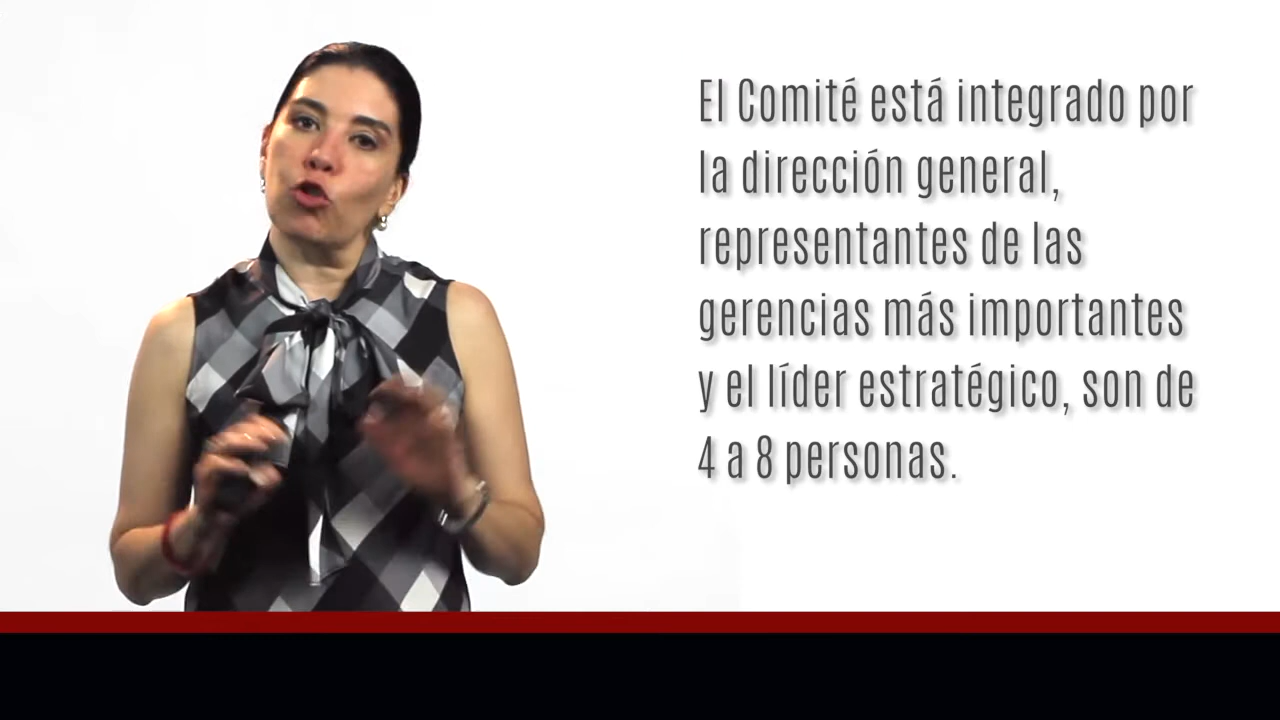 El Comité está integrado por
la dirección general,
representantes de las
gerencias más importantes
y el líder estratégico, son de
4 a 8 personas.